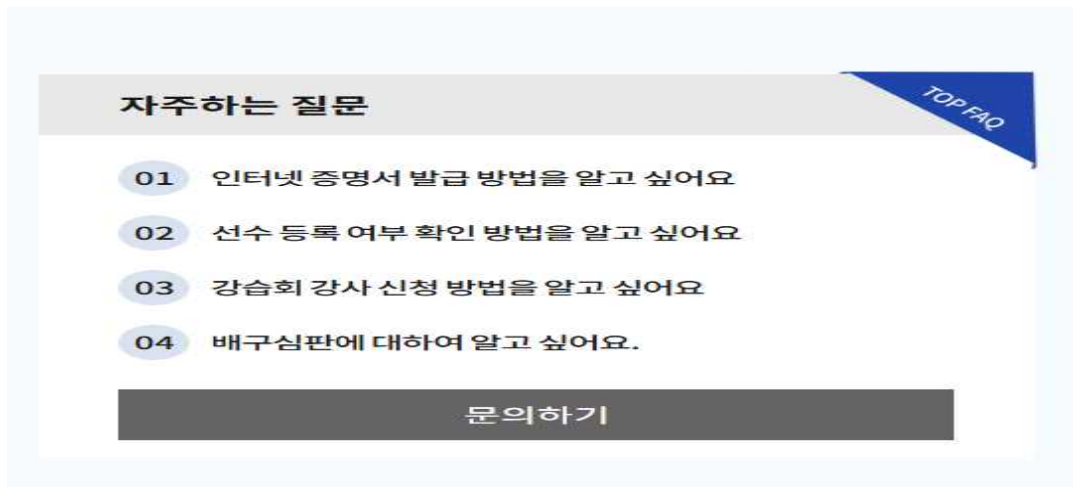 자주하는 질문
TOP FAQ
01 인터넷 증명서 발급 방법을 알고 싶어요
02 선수 등록 여부 확인 방법을 알고 싶어요
03 강습회 강사 신청 방법을 알고 싶어요
04 배구심판에 대하여 알고 싶어요.
문의하기